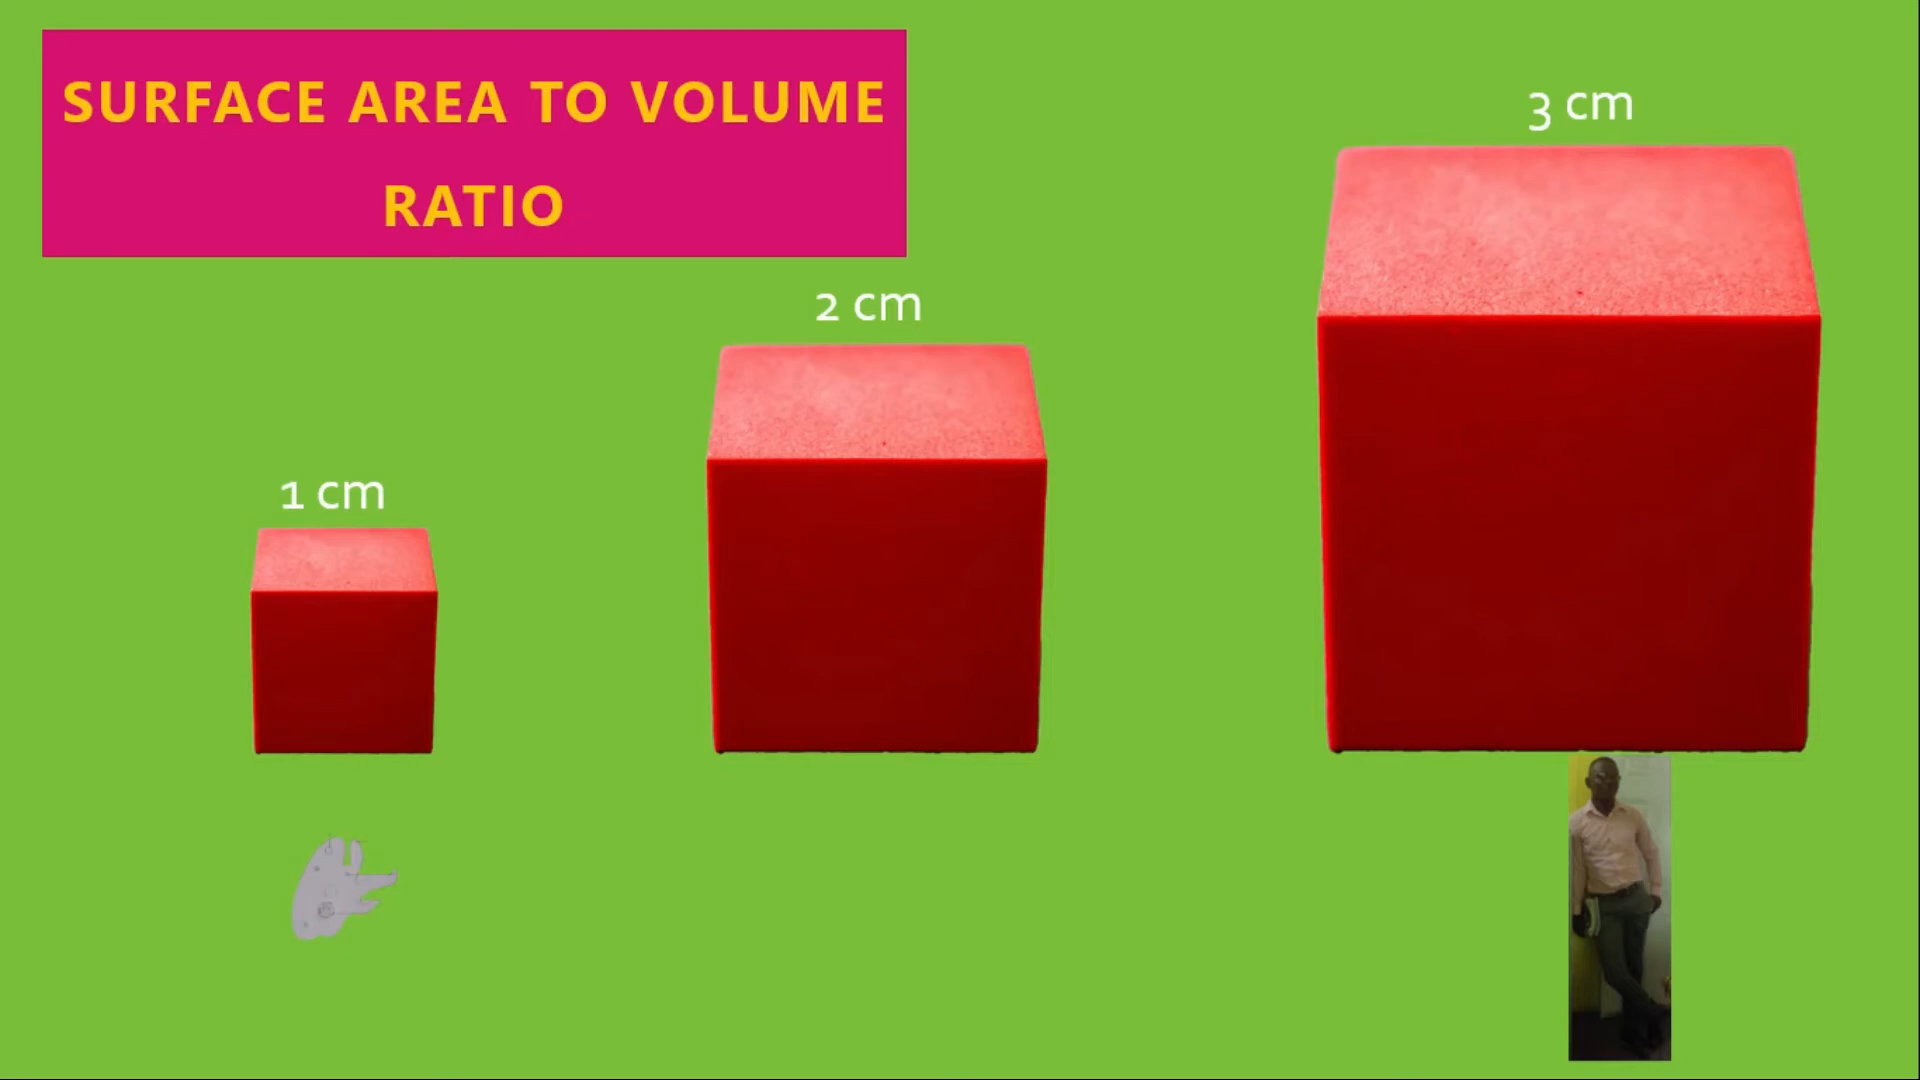 SURFACE AREA TO VOLUME
RATIO
1 cm
2 cm
3 cm